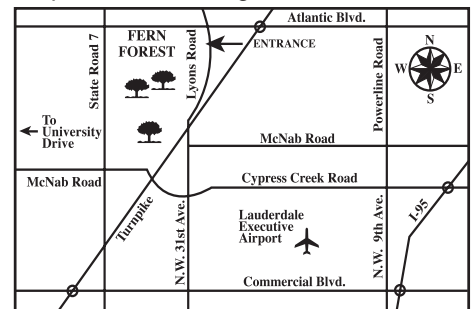 Atlantic Blvd.
FERN
FOREST
ENTRANCE
State Road 7
Lyons Road
Powerline Road
N
W
E
S
To
University
Drive
McNab Road
McNab Road
Cypress Creek Road
Turnpike
N.W. 31st Ave.
Lauderdale
Executive
Airport
N.W. 9th Ave.
I-95
Commercial Blvd.